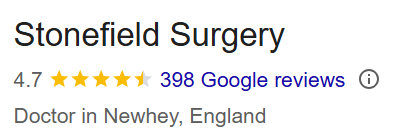 Stonefield Surgery
4.7 398 Google reviews
Doctor in Newhey, England